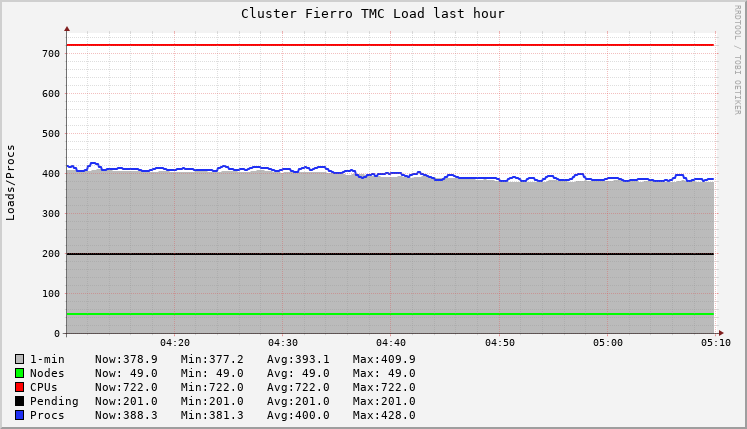 Cluster Fierro TMC Load last hour
RRDTOOL / TOBI OETIKER
Loads/Procs
700
600
500
400
300
200
100
0
04:20 04:30 04:40 04:50 05:00 05:10
1-min Now:378.9 Min:377.2 Avg:393.1 Max:409.9
Nodes Now: 49.0 Min: 49.0 Avg: 49.0 Max: 49.0
CPUs Now:722.0 Min:722.0 Avg:722.0 Max:722.0
Pending Now:201.0 Min:201.0 Avg:201.0 Max:201.0
Procs Now:388.3 Min:381.3 Avg:400.0 Max:428.0